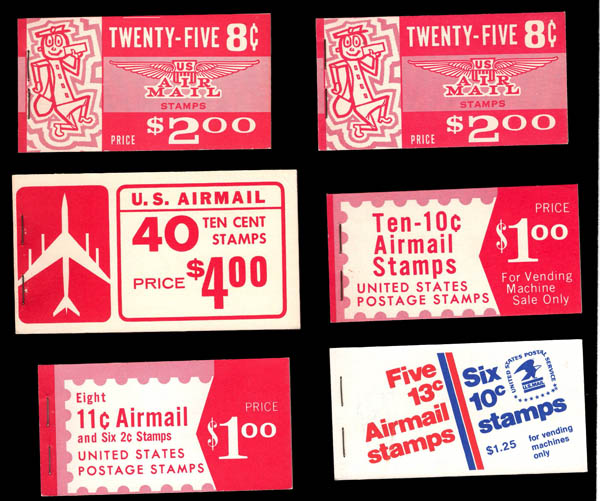 TWENTY-FIVE 8¢
US
AIR
MAIL
STAMPS
PRICE $2.00
TWENTY-FIVE 8¢
US
AIR
MAIL
STAMPS
PRICE $2.00
U.S. AIRMAIL
40 TEN CENT
STAMPS
PRICE $4.00
Ten-10¢
Airmail
Stamps
UNITED STATES
POSTAGE STAMPS
PRICE
$1.00
For Vending
Machine
Sale Only
Eight
11¢ Airmail
and Six 2¢ Stamps
UNITED STATES
POSTAGE STAMPS
PRICE
$1.00
Five
13¢
Airmail
stamps
Six
10¢
stamps
UNITED STATES POSTAL SERVICE
U.S.MAIL
$1.25 for vending
machines
only